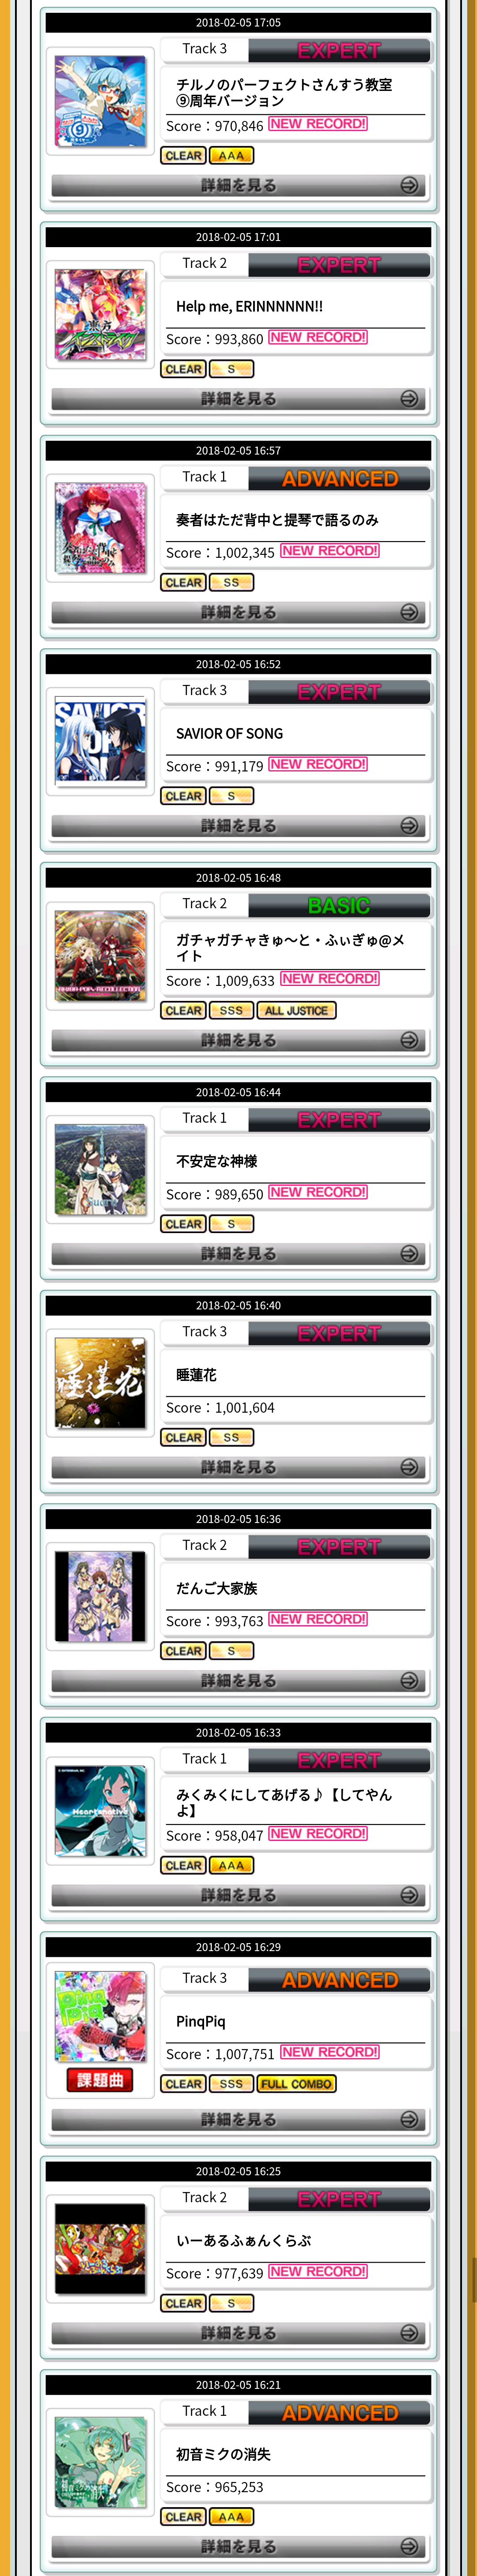 2018-02-05 17:05
Track 3 EXPERT
チルノのパーフェクトさんすう教室
⑨周年バージョン
Score：970,846 NEW RECORD!
CLEAR AAA
詳細を見る
2018-02-05 17:01
Track 2 EXPERT
Help me, ERINNNNNN!!
Score：993,860 NEW RECORD!
CLEAR S
詳細を見る
2018-02-05 16:57
Track 1 ADVANCED
奏者はただ背中と提琴で語るのみ
Score：1,002,345 NEW RECORD!
CLEAR SS
詳細を見る
2018-02-05 16:52
Track 3 EXPERT
SAVIOR OF SONG
Score：991,179 NEW RECORD!
CLEAR S
詳細を見る
2018-02-05 16:48
Track 2 BASIC
ガチャガチャきゅ～と・ふぃぎゅ@メ
イト
Score：1,009,633 NEW RECORD!
CLEAR SSS ALL JUSTICE
詳細を見る
2018-02-05 16:44
Track 1 EXPERT
不安定な神様
Score：989,650 NEW RECORD!
CLEAR S
詳細を見る
2018-02-05 16:40
Track 3 EXPERT
睡蓮花
睡蓮花
Score：1,001,604
CLEAR SS
詳細を見る
2018-02-05 16:36
Track 2 EXPERT
だんご大家族
Score：993,763 NEW RECORD!
CLEAR S
詳細を見る
2018-02-05 16:33
Track 1 EXPERT
みくみくにしてあげる♪【してやん
よ】
Score：958,047 NEW RECORD!
CLEAR AAA
詳細を見る
2018-02-05 16:29
Track 3 ADVANCED
PinqPiq
Score：1,007,751 NEW RECORD!
課題曲
CLEAR SSS FULL COMBO
詳細を見る
2018-02-05 16:25
Track 2 EXPERT
いーあるふぁんくらぶ
Score：977,639 NEW RECORD!
CLEAR S
詳細を見る
2018-02-05 16:21
Track 1 ADVANCED
初音ミクの消失
Score：965,253
CLEAR AAA
詳細を見る